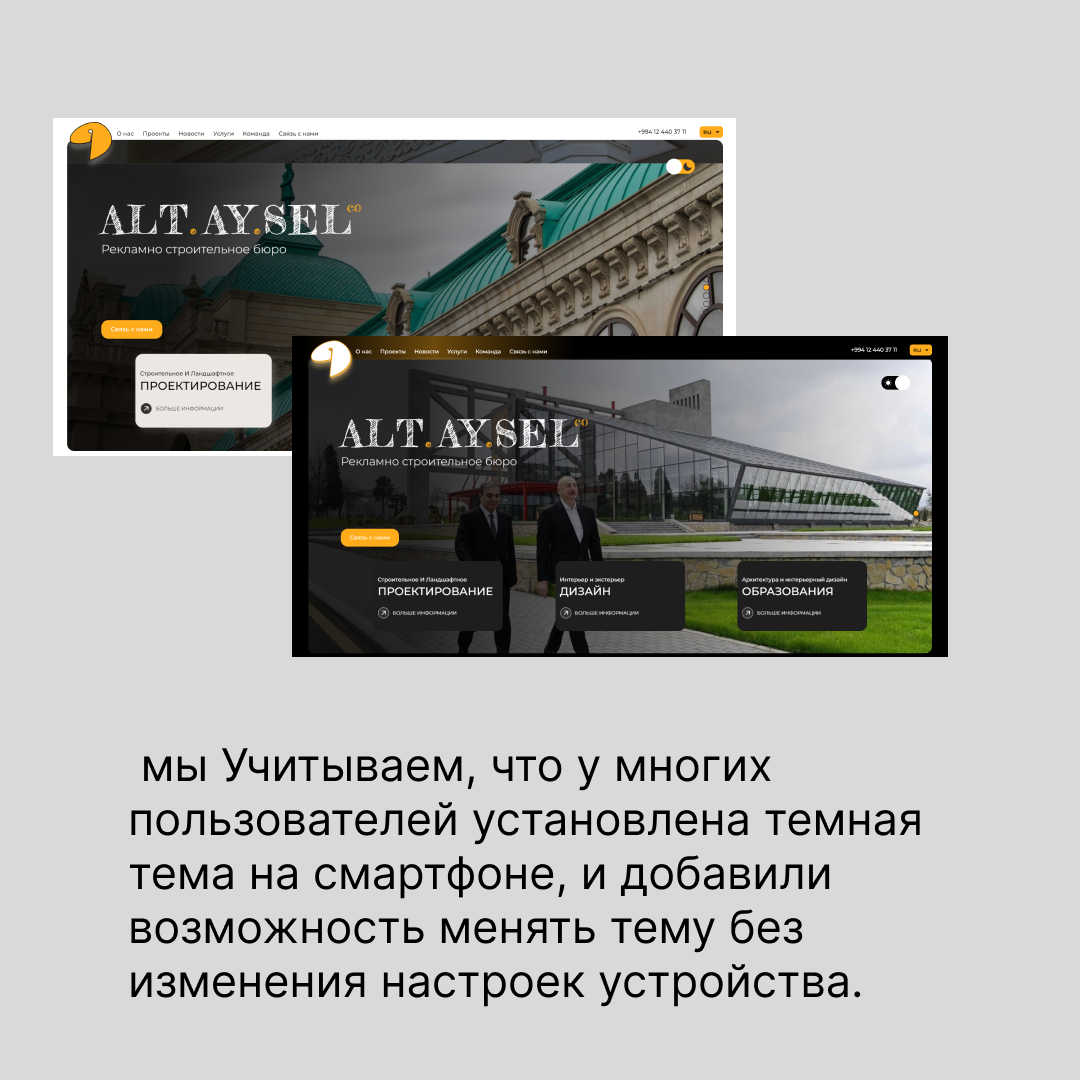 О нас Проекты Новости Услуги Команда Связь с нами +994 12 440 37 11 RU
ALT.AYSEL co
Рекламно строительное бюро
Связь с нами
Строительное И Ландшафтное
ПРОЕКТИРОВАНИЕ
БОЛЬШЕ ИНФОРМАЦИИ
О нас Проекты Новости Услуги Команда Связь с нами +994 12 440 37 11 RU
ALT.AYSEL co
Рекламно строительное бюро
Связь с нами
Строительное И Ландшафтное
ПРОЕКТИРОВАНИЕ
БОЛЬШЕ ИНФОРМАЦИИ
Интерьер и экстерьер
ДИЗАЙН
БОЛЬШЕ ИНФОРМАЦИИ
Архитектура и интерьерный дизайн
ОБРАЗОВАНИЯ
БОЛЬШЕ ИНФОРМАЦИИ
мы Учитываем, что у многих
пользователей установлена темная
тема на смартфоне, и добавили
возможность менять тему без
изменения настроек устройства.